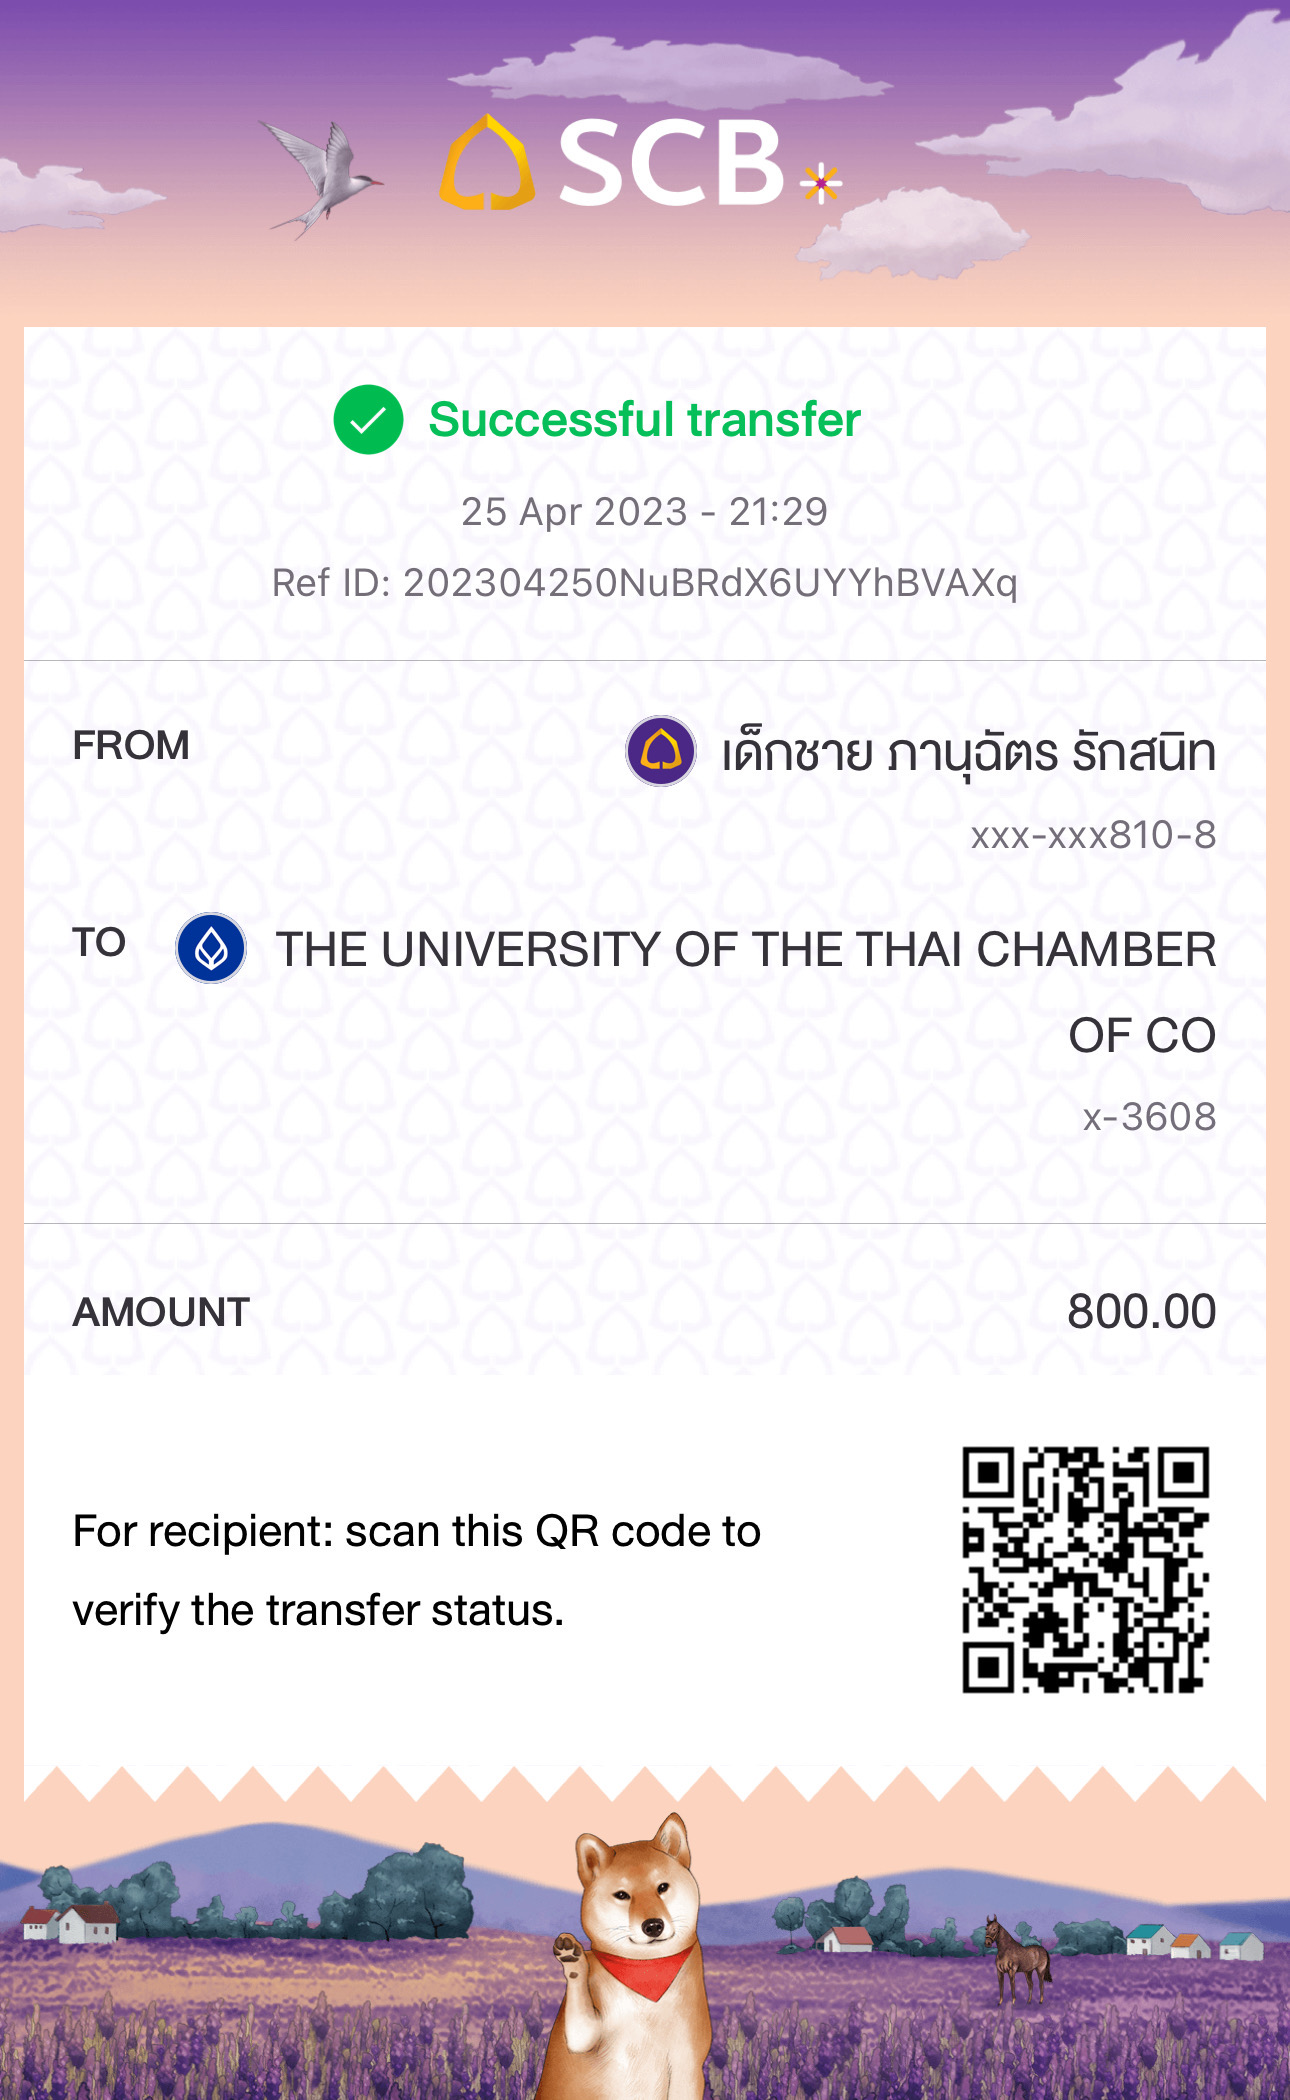 SCB
Successful transfer
25 Apr 2023 - 21:29
Ref ID: 202304250NuBRdX6UYYhBVAXq
FROM
เด็กชาย ภานุฉัตร รักสนิท
xxx-xxx810-8
TO
THE UNIVERSITY OF THE THAI CHAMBER
OF CO
x-3608
AMOUNT
800.00
For recipient: scan this QR code to
verify the transfer status.